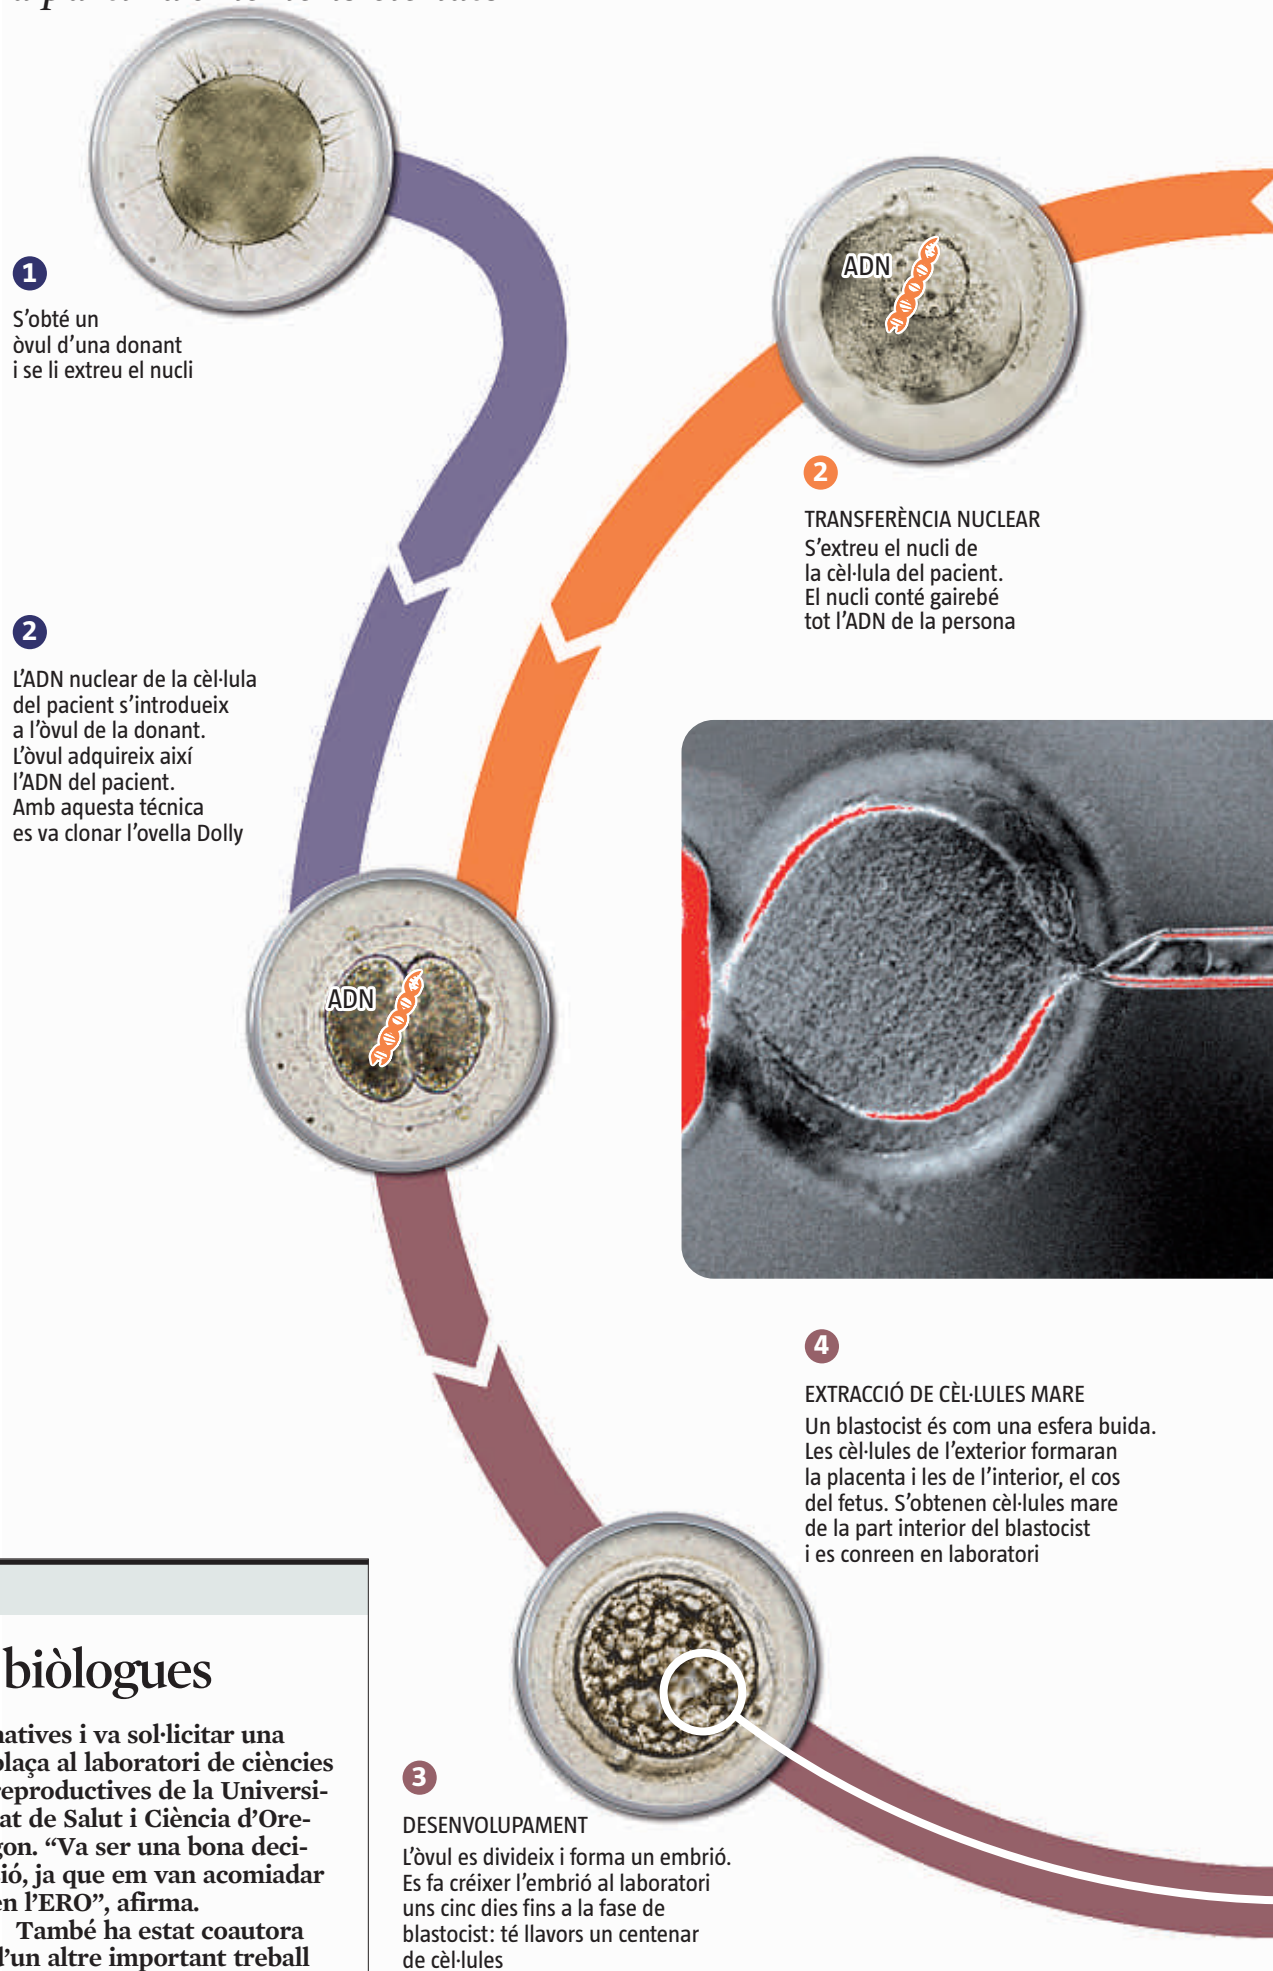 1
S’obté un
òvul d’una donant
i se li extreu el nucli
ADN
2
TRANSFERÈNCIA NUCLEAR
S’extreu el nucli de
la cèl·lula del pacient.
El nucli conté gairebé
tot l’ADN de la persona
2
L’ADN nuclear de la cèl·lula
del pacient s’introdueix
a l’òvul de la donant.
L’òvul adquireix així
l’ADN del pacient.
Amb aquesta técnica
es va clonar l’ovella Dolly
ADN
3
DESENVOLUPAMENT
L’òvul es divideix i forma un embrió.
Es fa créixer l’embrió al laboratori
uns cinc dies fins a la fase de
blastocist: té llavors un centenar
de cèl·lules
4
EXTRACCIÓ DE CÈL·LULES MARE
Un blastocist és com una esfera buida.
Les cèl·lules de l’exterior formaran
la placenta i les de l’interior, el cos
del fetus. S’obtenen cèl·lules mare
de la part interior del blastocist
i es conreen en laboratori
biòlogues
natives i va sol·licitar una
plaça al laboratori de ciències
reproductives de la Universi-
at de Salut i Ciència d’Ore-
gon. “Va ser una bona deci-
ió, ja que em van acomiadar
en l’ERO”, afirma.
També ha estat coautora
d’un altre important treball